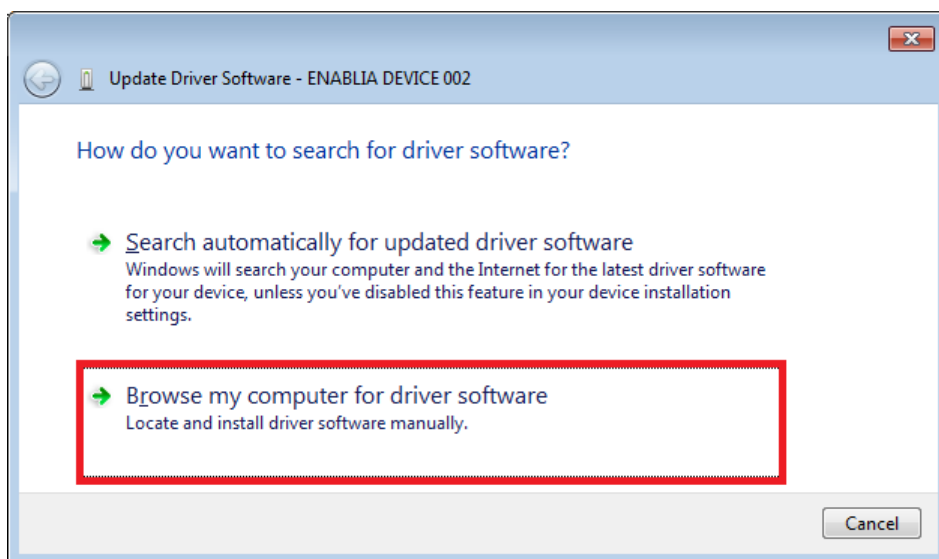 Update Driver Software - ENABLIA DEVICE 002
How do you want to search for driver software?
Search automatically for updated driver software
Windows will search your computer and the Internet for the latest driver software
for your device, unless you've disabled this feature in your device installation
settings.
Browse my computer for driver software
Locate and install driver software manually.
Cancel